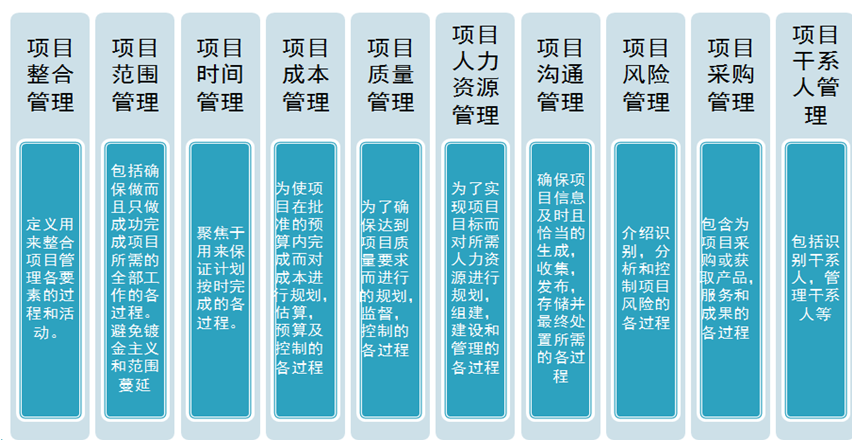 项目
整合
管理
定义用
来整合
项目管
理各要
素的过
程和活
动。
项目
范围
管理
包括确
保做而
且只做
成功完
成项目
所需的
全部工
作的各
过程。
避免镀
金主义
和范围
蔓延
项目
时间
管理
聚焦于
用来保
证计划
按时完
成的各
过程。
项目
成本
管理
为使项
目在批
准的预
算内完
成而对
成本进
行规划，
估算，
预算及
控制的
各过程
项目
质量
管理
为了确
保达到
项目质
量要求
而进行
的规划，
监督，
控制的
各过程
项目
人力
资源
管理
为了实
现项目
目标而
对所需
人力资
源进行
规划，
组建，
建设和
管理的
各过程
项目
沟通
管理
确保项
目信息
及时且
恰当的
生成，
收集，
发布，
存储并
最终处
置所需
的各过
程
项目
风险
管理
介绍识
别，分
析和控
制项目
风险的
各过程
项目
采购
管理
包含为
项目采
购或获
取产品，
服务和
成果的
各过程
项目
干系
人管
理
包括识
别干系
人，管
理干系
人等